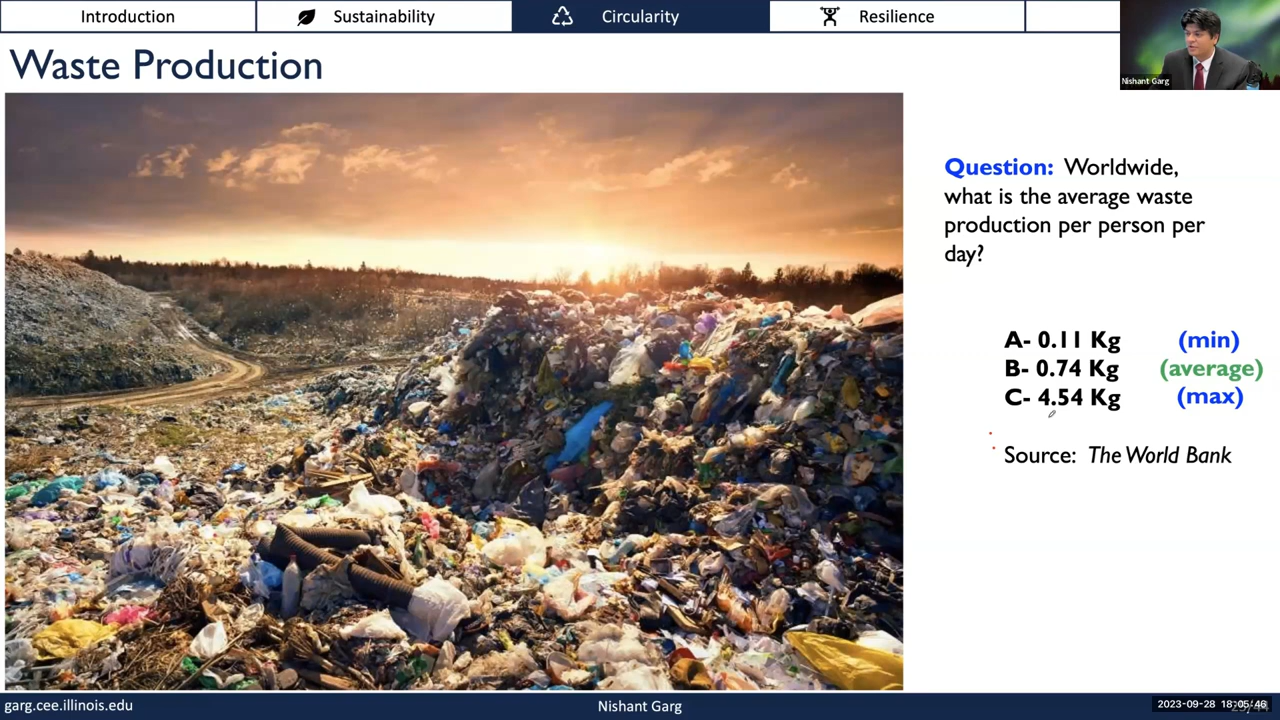 Introduction
Sustainability
Circularity
Resilience
Waste Production
Nishant Garg
Question: Worldwide,
what is the average waste
production per person per
day?
A- 0.11 Kg (min)
B- 0.74 Kg (average)
C- 4.54 Kg (max)
Source: The World Bank
garg.cee.illinois.edu
Nishant Garg
2023-09-28 18:05:46